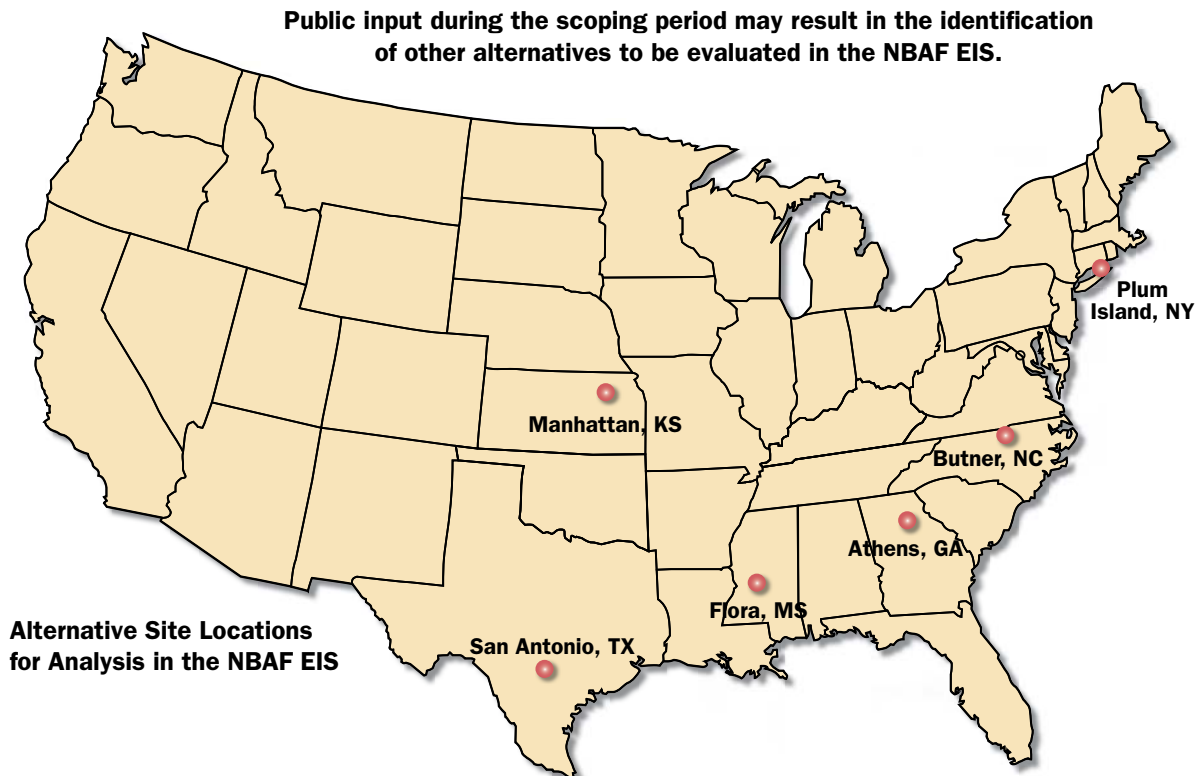 Public input during the scoping period may result in the identification
of other alternatives to be evaluated in the NBAF EIS.
Plum
Island, NY
Manhattan, KS
Butner, NC
Athens, GA
Flora, MS
San Antonio, TX
Alternative Site Locations
for Analysis in the NBAF EIS